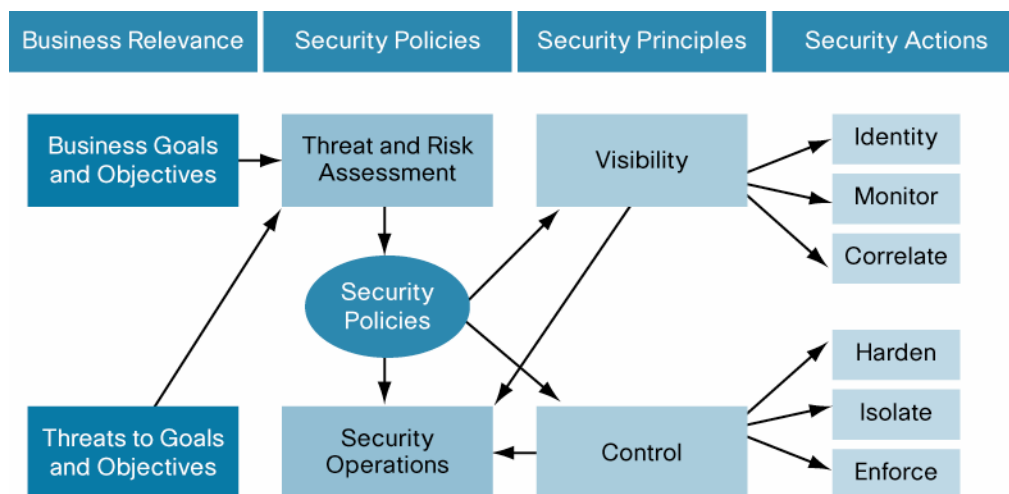 Business Relevance
Security Policies
Security Principles
Security Actions
Business Goals
and Objectives
Threat and Risk
Assessment
Visibility
Identity
Monitor
Correlate
Security
Policies
Threats to Goals
and Objectives
Security
Operations
Control
Harden
Isolate
Enforce